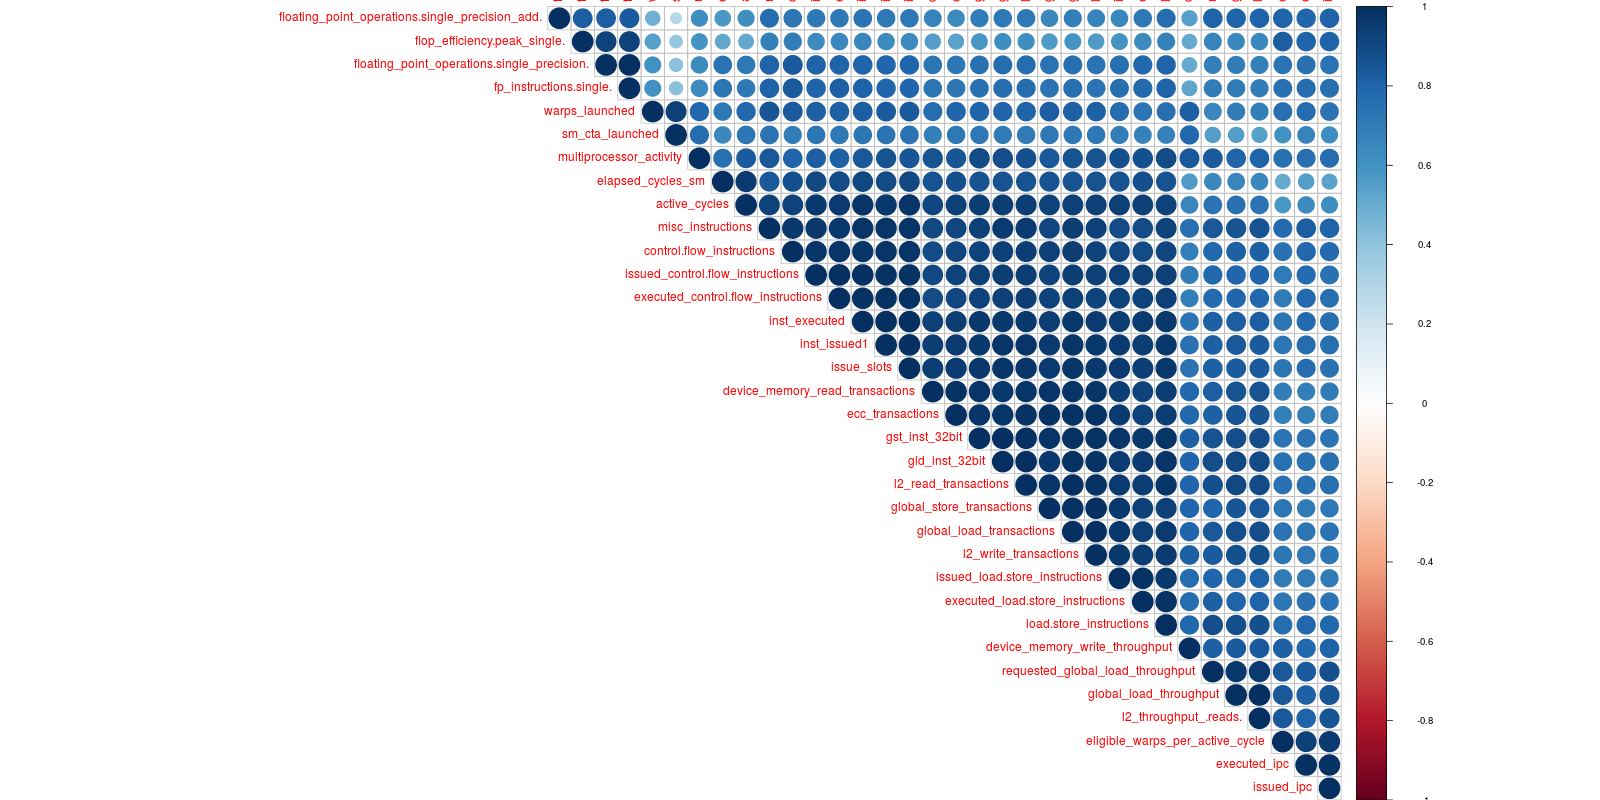 floating_point_operations.single_precision_add.
flop_efficiency.peak_single.
floating_point_operations.single_precision.
fp_instructions.single.
warps_launched
sm_cta_launched
multiprocessor_activity
elapsed_cycles_sm
active_cycles
misc_instructions
control.flow_instructions
issued_control.flow_instructions
executed_control.flow_instructions
inst_executed
inst_issued1
issue_slots
device_memory_read_transactions
ecc_transactions
gst_inst_32bit
gld_inst_32bit
l2_read_transactions
global_store_transactions
global_load_transactions
l2_write_transactions
issued_load.store_instructions
executed_load.store_instructions
load.store_instructions
device_memory_write_throughput
requested_global_load_throughput
global_load_throughput
l2_throughput_.reads.
eligible_warps_per_active_cycle
executed_ipc
issued_ipc
1
0.8
0.6
0.4
0.2
0
-0.2
-0.4
-0.6
-0.8